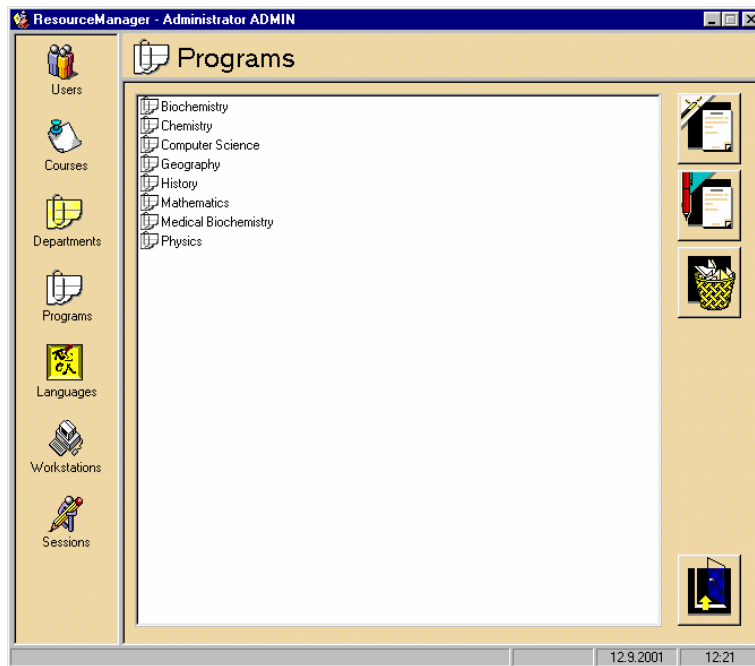 ResourceManager - Administrator ADMIN
Users
Courses
Departments
Programs
Languages
Workstations
Sessions
Programs
Biochemistry
Chemistry
Computer Science
Geography
History
Mathematics
Medical Biochemistry
Physics
12.9.2001
12:21